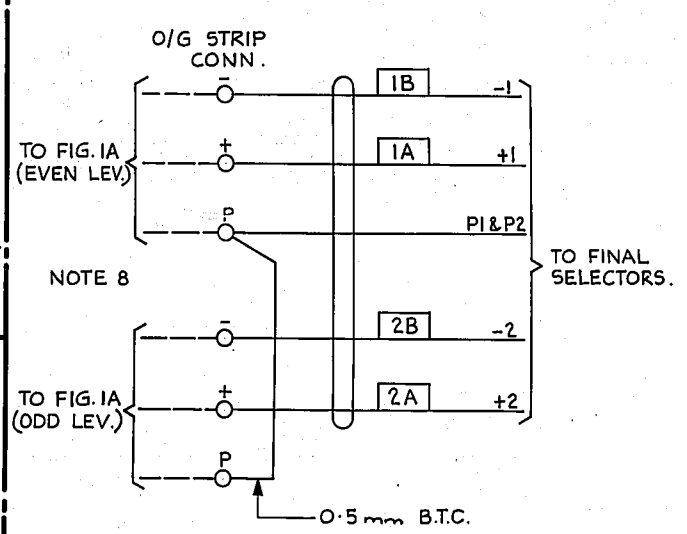 O/G STRIP
CONN.
-
1B
-1
TO FIG. 1A
(EVEN LEV.)
+
1A
+1
P
P1 & P2
NOTE 8
TO FINAL
SELECTORS.
-
2B
-2
TO FIG. 1A
(ODD LEV.)
+
2A
+2
P
0.5 mm B.T.C.